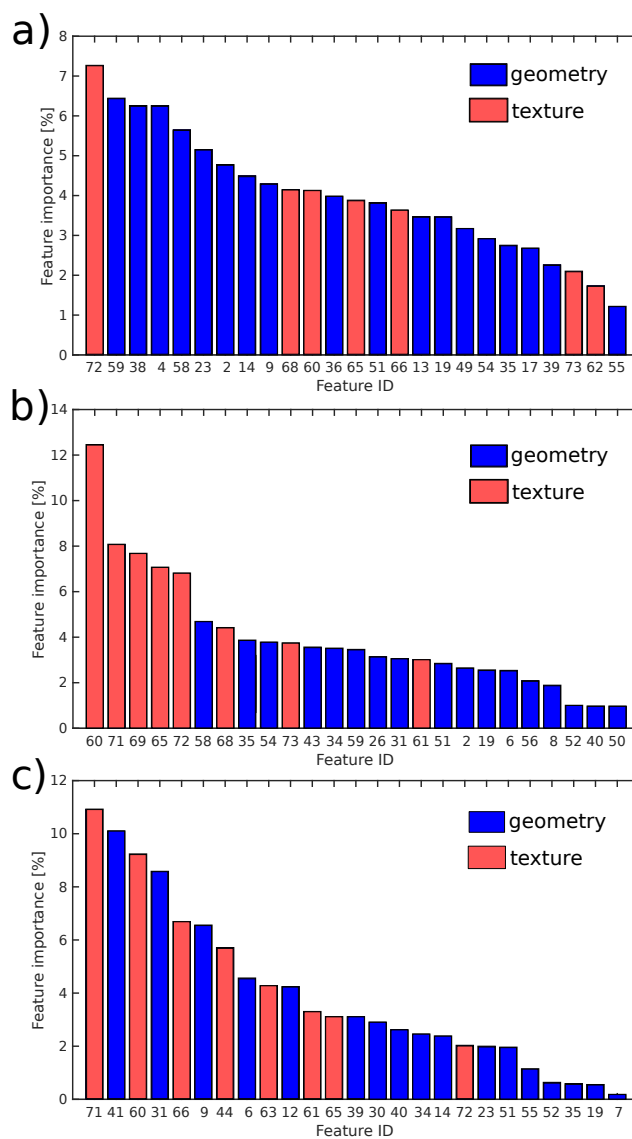 a)
8
7
6
5
4
3
2
1
0
Feature importance [%]
geometry
texture
72 59 38 4 58 23 2 14 9 68 60 36 65 51 66 13 19 49 54 35 17 39 73 62 55
Feature ID
b)
14
12
10
8
6
4
2
0
Feature importance [%]
geometry
texture
60 71 69 65 72 58 68 35 54 73 43 34 59 26 31 61 51 2 19 6 56 8 52 40 50
Feature ID
c)
12
10
8
6
4
2
0
Feature importance [%]
geometry
texture
71 41 60 31 66 9 44 6 63 12 61 65 39 30 40 34 14 72 23 51 55 52 35 19 7
Feature ID